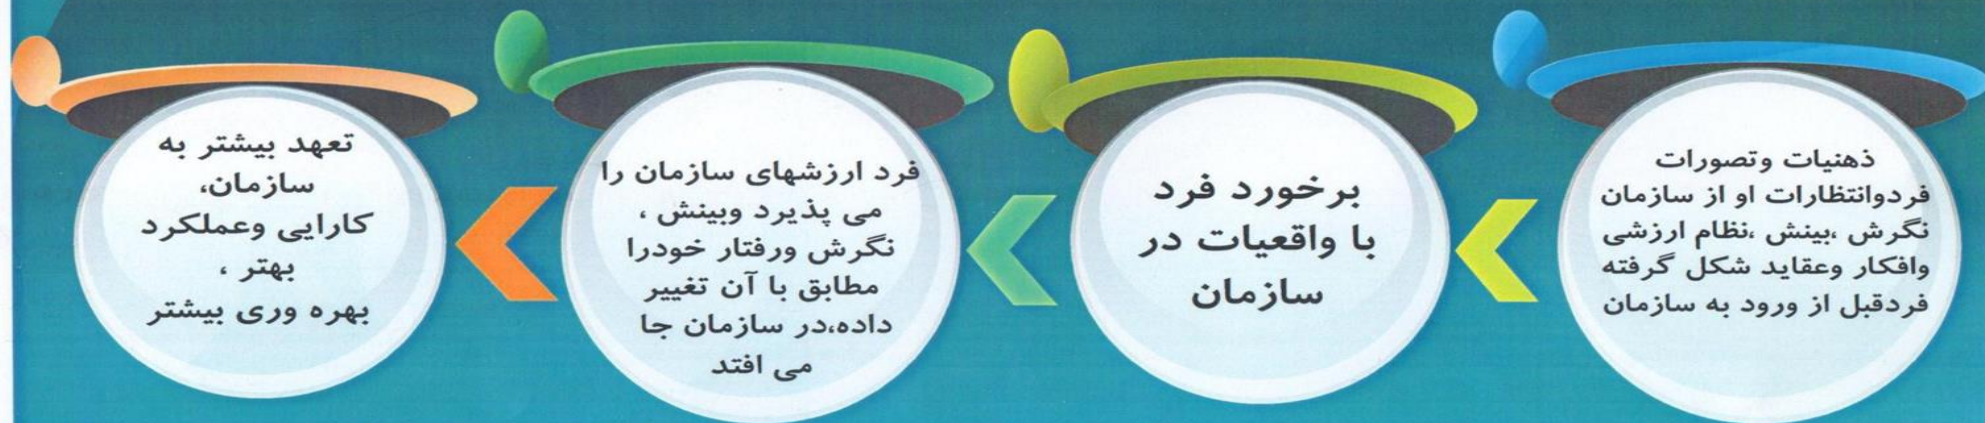 ذهنیات وتصورات
فردوانتظارات او از سازمان
نگرش ،بینش ،نظام ارزشی
وافکار وعقاید شکل گرفته
فردقبل از ورود به سازمان
برخورد فرد
با واقعیات در
سازمان
فرد ارزشهای سازمان را
می پذیرد وبینش ،
نگرش ورفتار خودرا
مطابق با آن تغییر
داده،در سازمان جا
می افتد
تعهد بیشتر به
سازمان،
کارایی وعملکرد
بهتر ،
بهره وری بیشتر